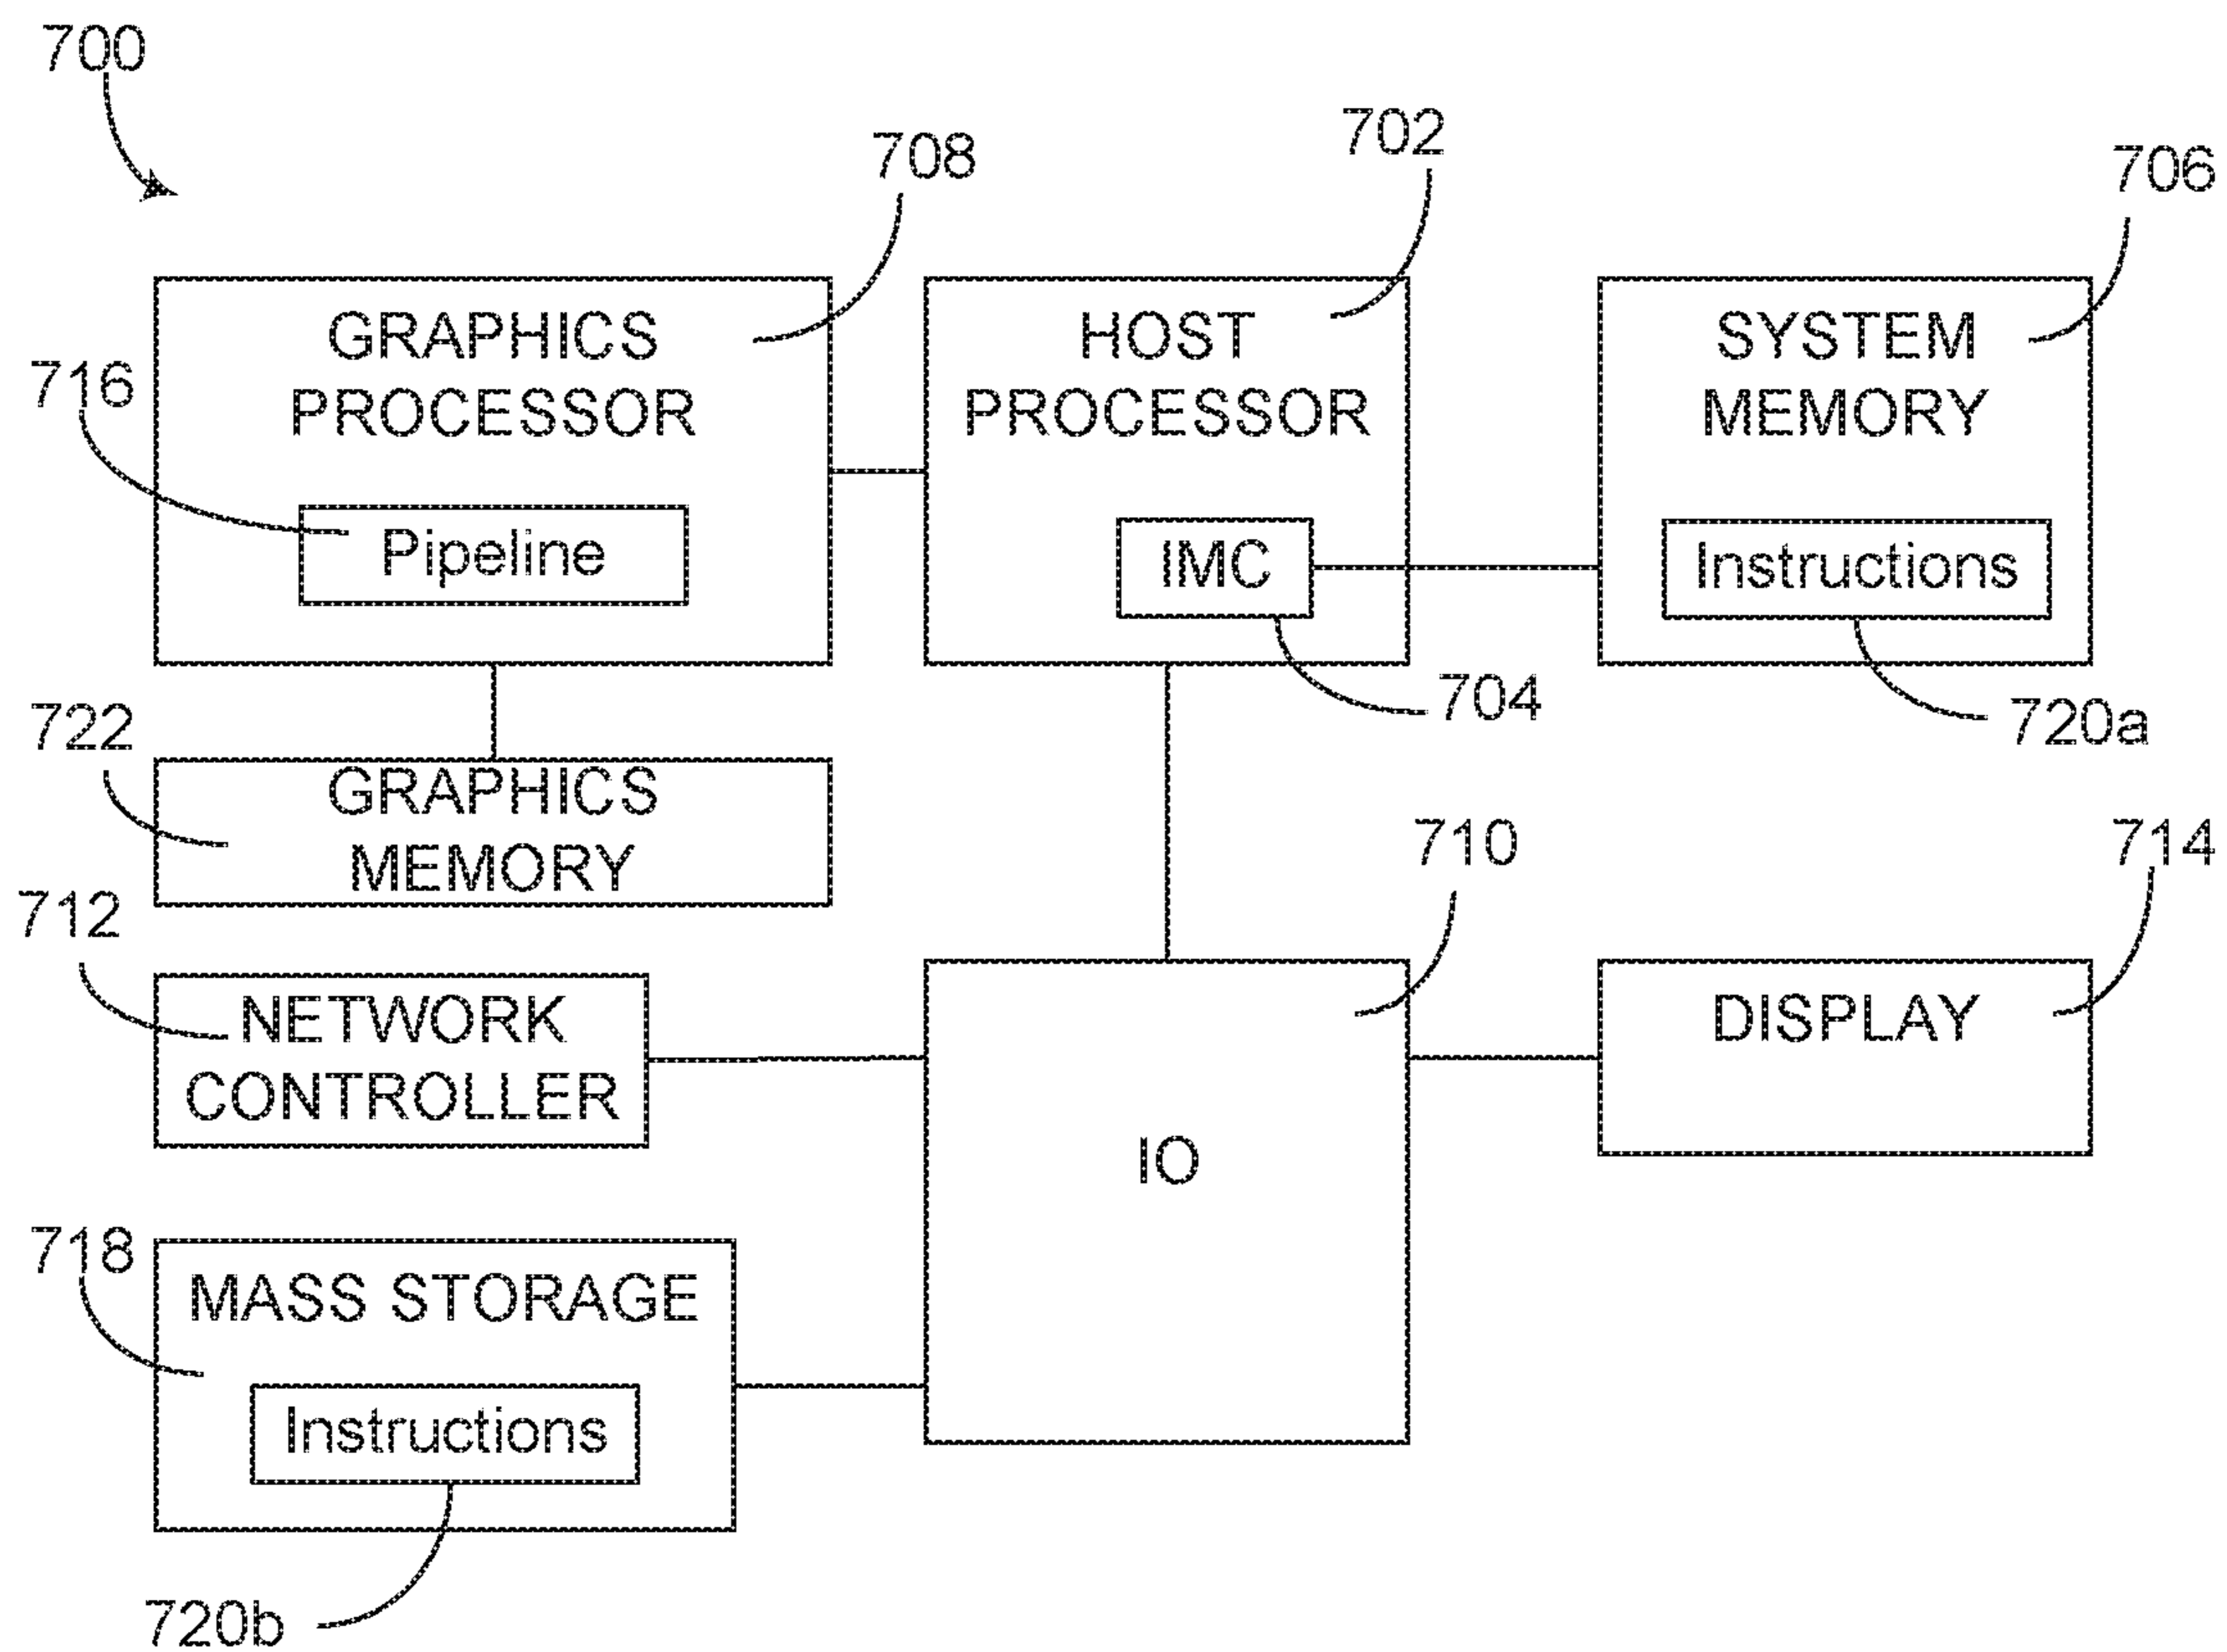 700
708
702
706
GRAPHICS
PROCESSOR
HOST
PROCESSOR
SYSTEM
MEMORY
716
Pipeline
IMC
Instructions
704
720a
722
GRAPHICS
MEMORY
710
714
712
NETWORK
CONTROLLER
DISPLAY
IO
718
MASS STORAGE
Instructions
720b